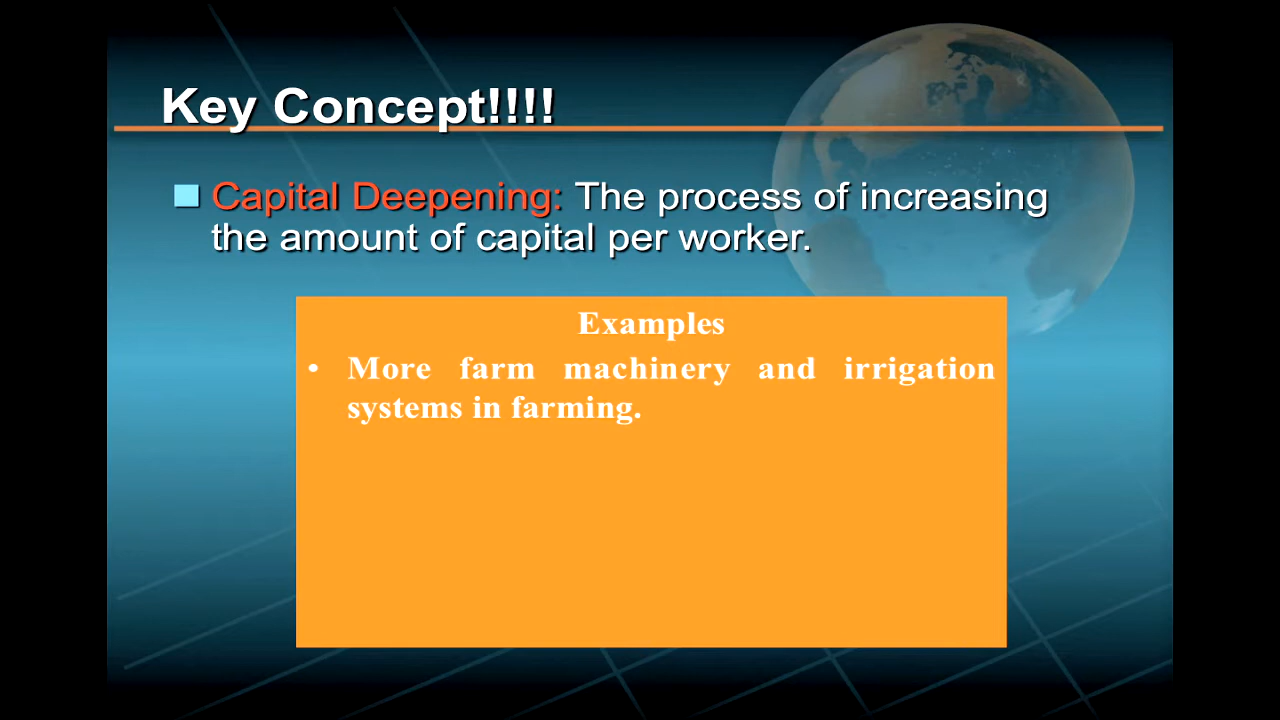 Key Concept!!!!
Capital Deepening: The process of increasing
the amount of capital per worker.
Examples
• More farm machinery and irrigation
systems in farming.